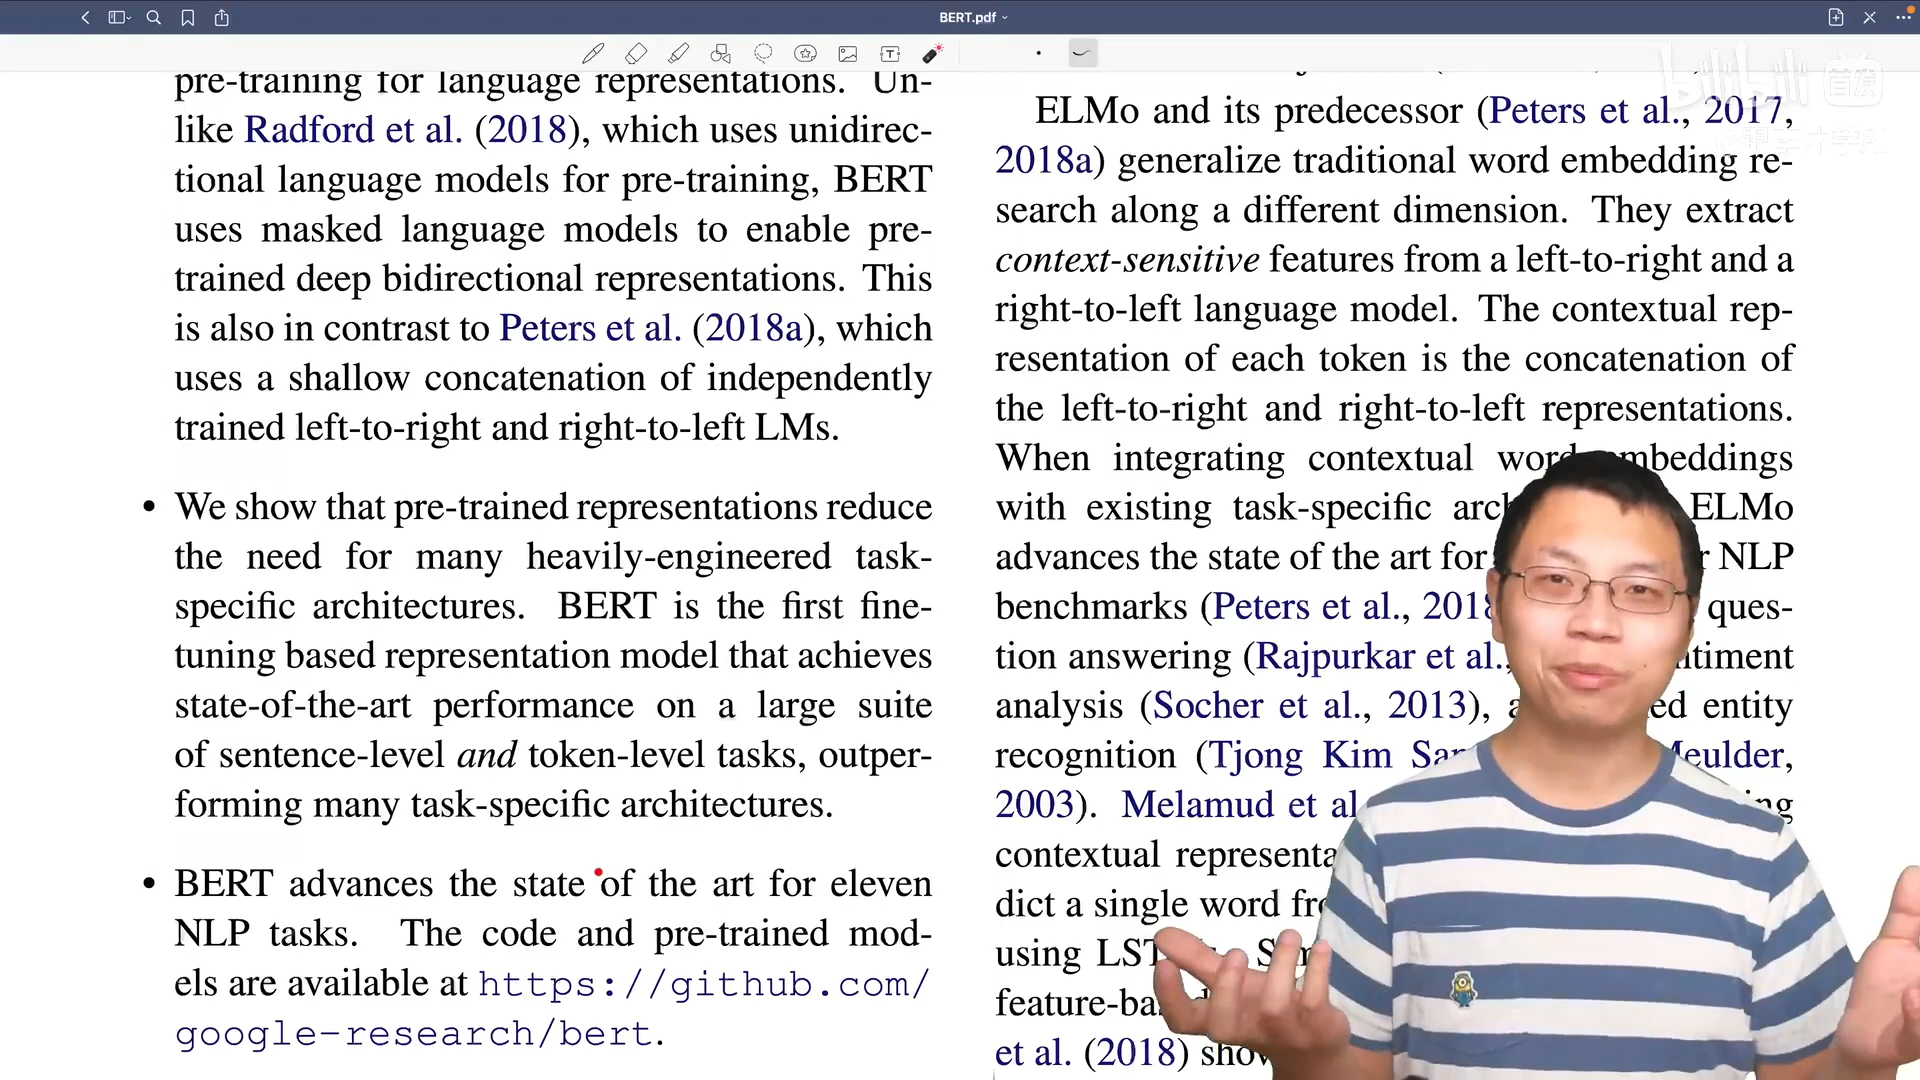 BERT.pdf
pre-training for language representations. Un-
like Radford et al. (2018), which uses unidirec-
tional language models for pre-training, BERT
uses masked language models to enable pre-
trained deep bidirectional representations. This
is also in contrast to Peters et al. (2018a), which
uses a shallow concatenation of independently
trained left-to-right and right-to-left LMs.
• We show that pre-trained representations reduce
the need for many heavily-engineered task-
specific architectures. BERT is the first fine-
tuning based representation model that achieves
state-of-the-art performance on a large suite
of sentence-level and token-level tasks, outper-
forming many task-specific architectures.
• BERT advances the state of the art for eleven
NLP tasks. The code and pre-trained mod-
els are available at https://github.com/
google-research/bert.
ELMo and its predecessor (Peters et al., 2017,
2018a) generalize traditional word embedding re-
search along a different dimension. They extract
context-sensitive features from a left-to-right and a
right-to-left language model. The contextual rep-
resentation of each token is the concatenation of
the left-to-right and right-to-left representations.
When integrating contextual word embeddings
with existing task-specific ELMo
advances the state of the art for NLP
benchmarks (Peters et al., ques-
tion answering (Rajpurkar et al.,
analysis (Socher et al., 2013), entity
recognition (Tjong Kim Meulder,
2003). Melamud et al
contextual
dict a single word
using
et al. (2018)
bilibili 首发